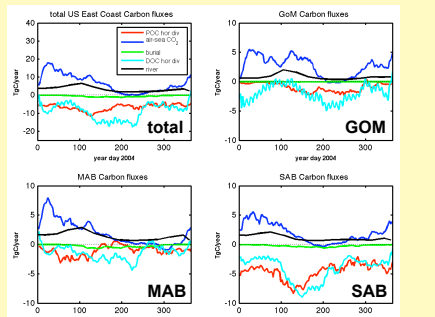 total US East Coast Carbon fluxes
40
30
20
10
0
-10
-20
TgC/year
POC hor div
air-sea CO2
burial
DOC hor div
river
total
0 100 200 300
year day 2004
GoM Carbon fluxes
10
5
0
-5
-10
TgC/year
GOM
0 100 200 300
year day 2004
MAB Carbon fluxes
10
5
0
-5
-10
TgC/year
MAB
0 100 200 300
SAB Carbon fluxes
10
5
0
-5
-10
TgC/year
SAB
0 100 200 300